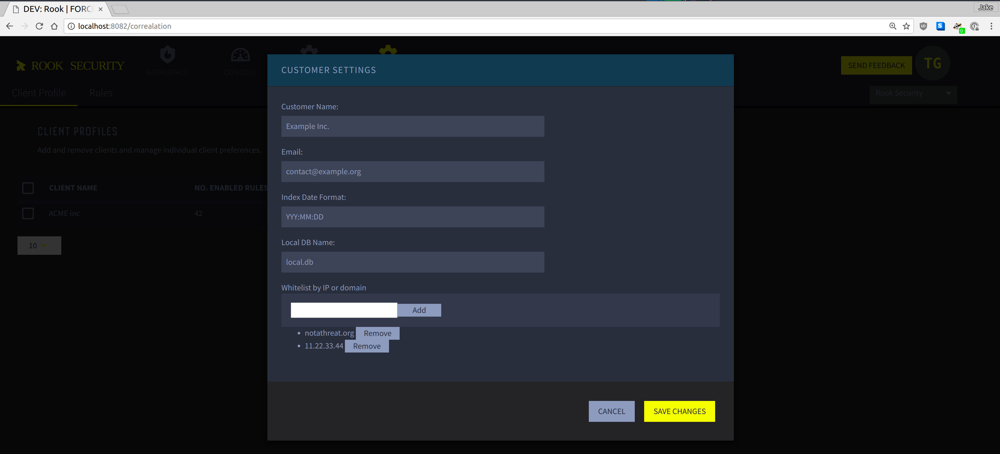 DEV: Rook | FORC
Jake
localhost:8082/correalation
0
ROOK SECURITY
WORKSPACE
CONSOLE
SEND FEEDBACK
TG
Client Profile
Rules
Rook Security
CLIENT PROFILES
Add and remove clients and manage individual client preferences.
CLIENT NAME
NO. ENABLED RULES
ACME inc
42
10
CUSTOMER SETTINGS
Customer Name:
Example Inc.
Email:
contact@example.org
Index Date Format:
YYY:MM:DD
Local DB Name:
local.db
Whitelist by IP or domain
Add
notathreat.org Remove
11.22.33.44 Remove
CANCEL
SAVE CHANGES